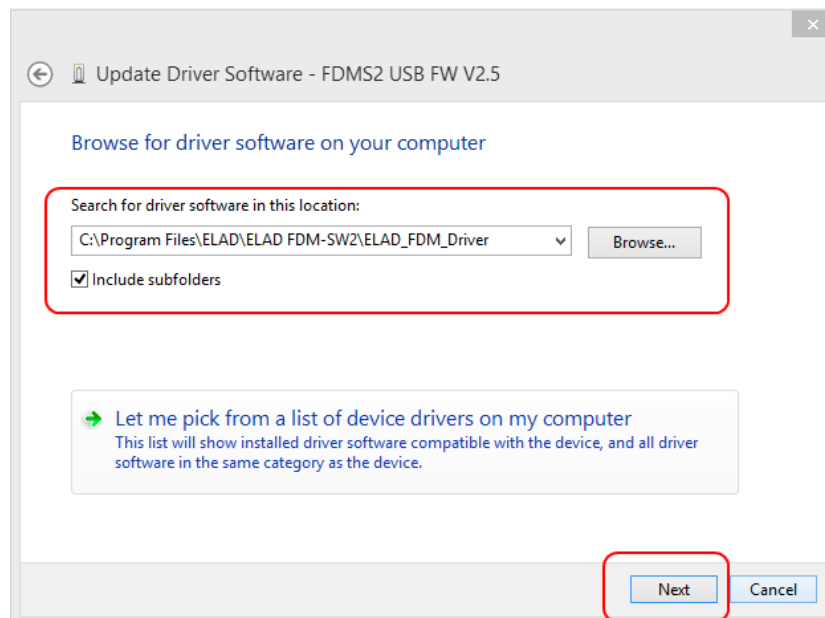 Update Driver Software - FDMS2 USB FW V2.5
Browse for driver software on your computer
Search for driver software in this location:
C:\Program Files\ELAD\ELAD FDM-SW2\ELAD_FDM_Driver
Browse...
Include subfolders
Let me pick from a list of device drivers on my computer
This list will show installed driver software compatible with the device, and all driver
software in the same category as the device.
Next
Cancel